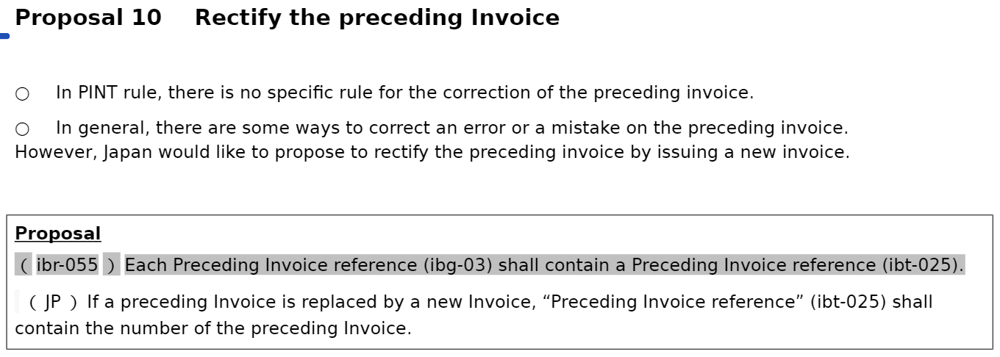 Proposal 10 Rectify the preceding Invoice
○ In PINT rule, there is no specific rule for the correction of the preceding invoice.
○ In general, there are some ways to correct an error or a mistake on the preceding invoice.
However, Japan would like to propose to rectify the preceding invoice by issuing a new invoice.
Proposal
（ibr-055）Each Preceding Invoice reference (ibg-03) shall contain a Preceding Invoice reference (ibt-025).
（JP）If a preceding Invoice is replaced by a new Invoice, “Preceding Invoice reference” (ibt-025) shall
contain the number of the preceding Invoice.